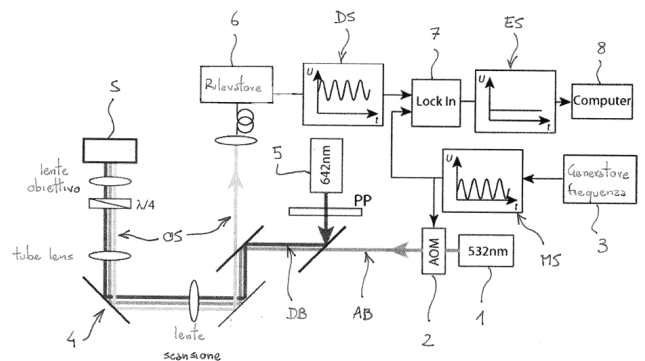 6
DS
7
ES
8
S
Rilevatore
U
t
Lock In
U
t
Computer
lente
obiettivo
λ/4
5
642nm
PP
U
t
Generatore
frequenza
OS
tube lens
AOM
532nm
MS
3
4
lente
scansione
DB
AB
2
1